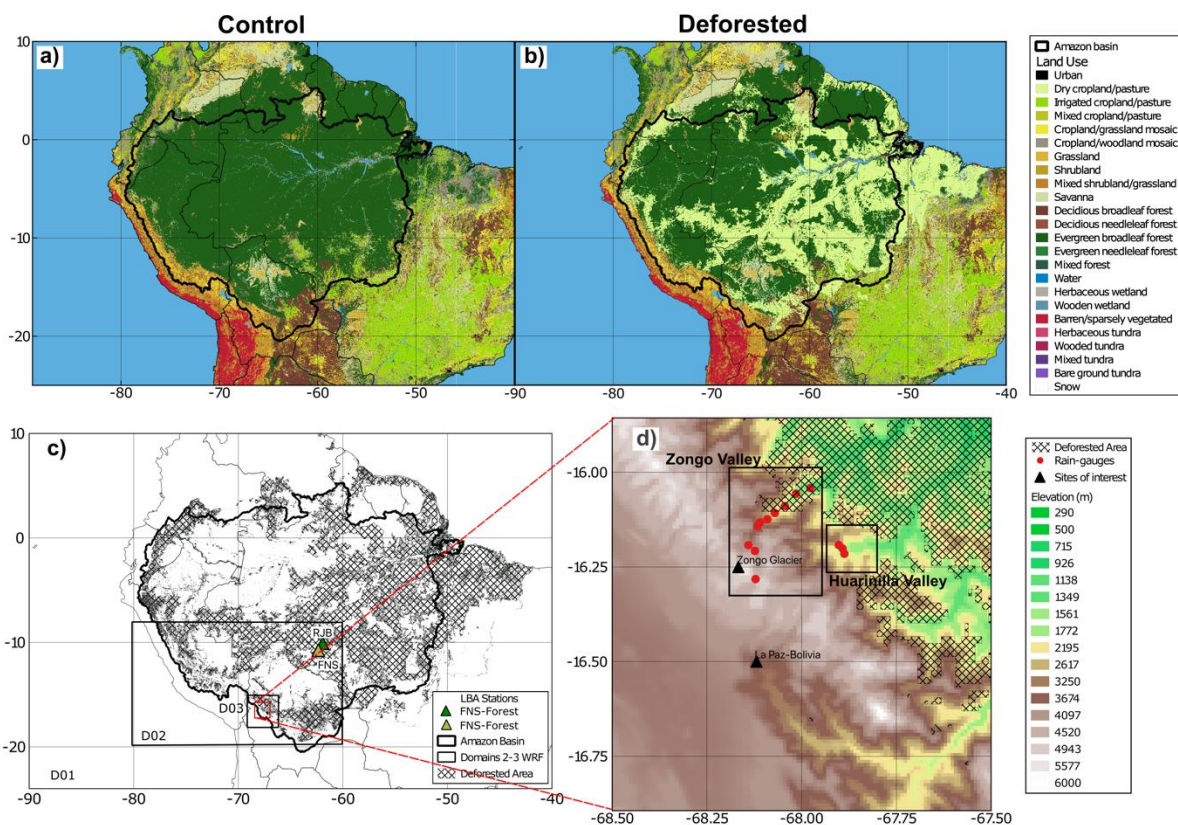 Control
Deforested
a)
b)
10
0
-10
-20
-80
-70
-60
-50
-90
-80
-70
-60
-50
-40
Amazon basin
Land Use
Urban
Dry cropland/pasture
Irrigated cropland/pasture
Mixed cropland/pasture
Cropland/grassland mosaic
Cropland/woodland mosaic
Grassland
Shrubland
Mixed shrubland/grassland
Savanna
Decidious broadleaf forest
Decidious needleleaf forest
Evergreen broadleaf forest
Evergreen needleleaf forest
Mixed forest
Water
Herbaceous wetland
Wooden wetland
Barren/sparsely vegetated
Herbaceous tundra
Wooded tundra
Mixed tundra
Bare ground tundra
Snow
c)
10
0
-10
-20
RJB
FNS
D03
D02
D01
LBA Stations
FNS-Forest
FNS-Forest
Amazon Basin
Domains 2-3 WRF
Deforested Area
-90
-80
-70
-60
-50
-40
d)
Zongo Valley
-16.00
-16.25
-16.50
-16.75
Zongo Glacier
Huarinilla Valley
La Paz-Bolivia
-68.50
-68.25
-68.00
-67.75
-67.50
Deforested Area
Rain-gauges
Sites of interest
Elevation (m)
290
500
715
926
1138
1349
1561
1772
2195
2617
3250
3674
4097
4520
4943
5577
6000